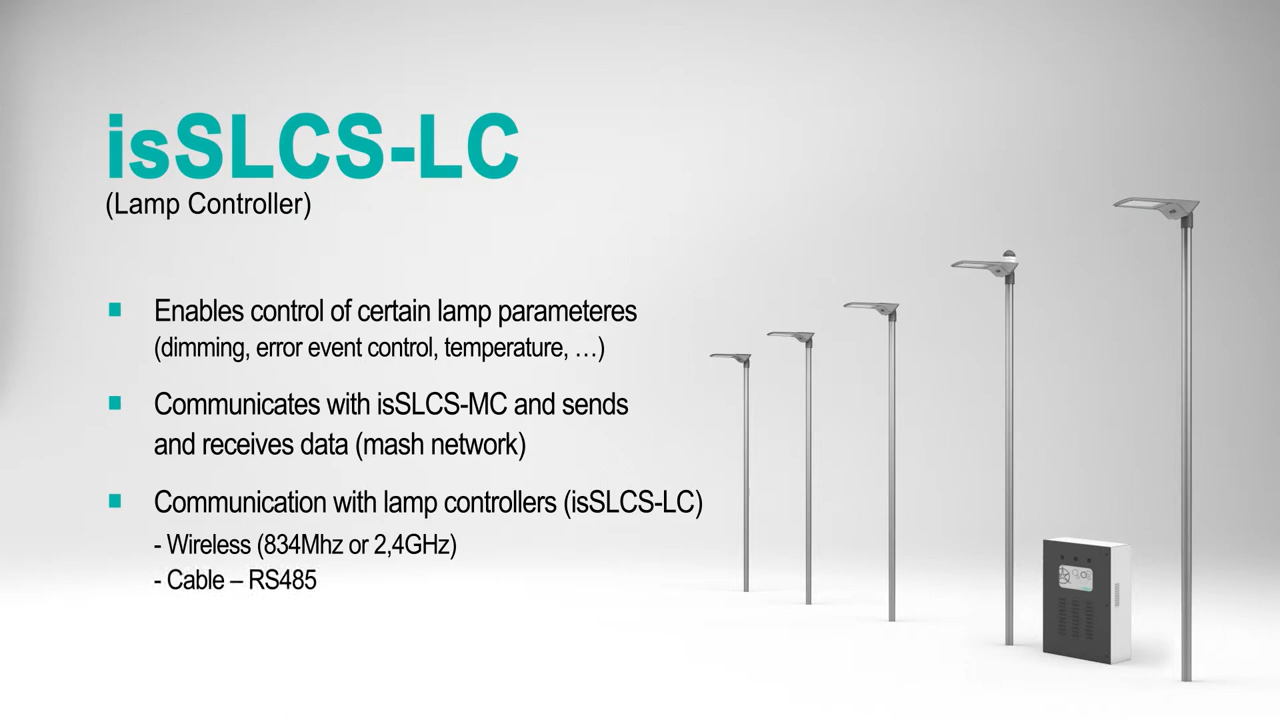 isSLCS-LC
(Lamp Controller)
Enables control of certain lamp parameteres
(dimming, error event control, temperature, …)
Communicates with isSLCS-MC and sends
and receives data (mash network)
Communication with lamp controllers (isSLCS-LC)
- Wireless (834Mhz or 2,4GHz)
- Cable – RS485